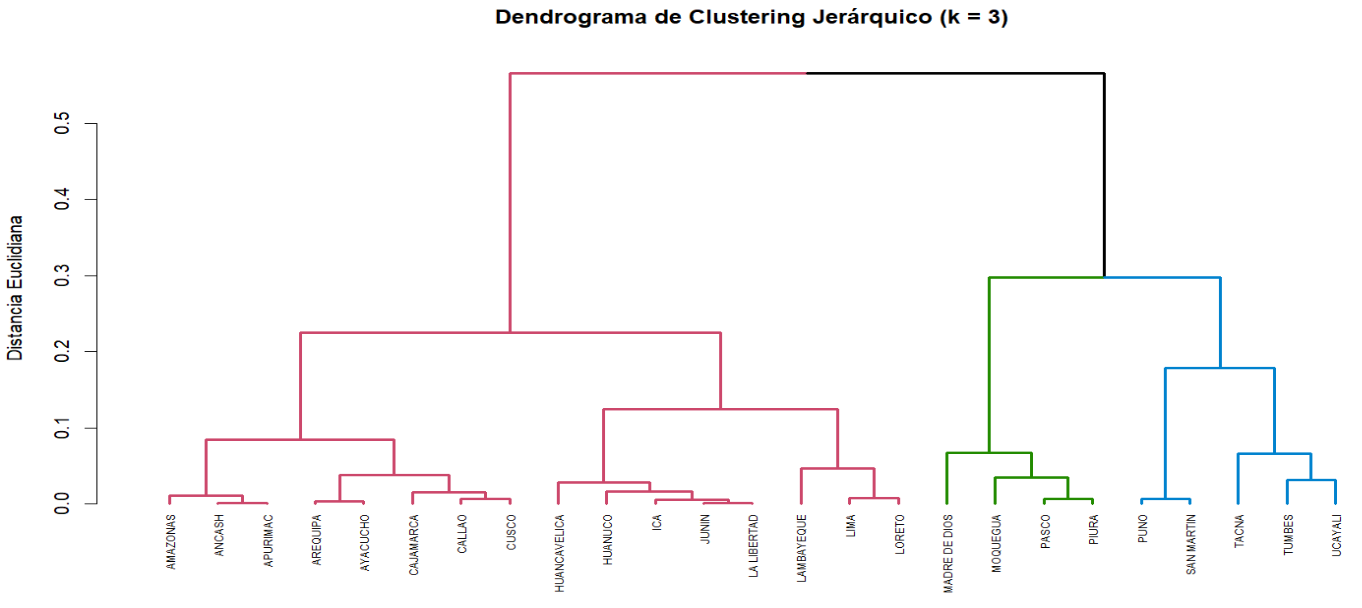 Dendrograma de Clustering Jerárquico (k = 3)
Distancia Euclidiana
0.5
0.4
0.3
0.2
0.1
0.0
AMAZONAS
ANCASH
APURIMAC
AREQUIPA
AYACUCHO
CAJAMARCA
CALLAO
CUSCO
HUANCAVELICA
HUANUCO
ICA
JUNIN
LA LIBERTAD
LAMBAYEQUE
LIMA
LORETO
MADRE DE DIOS
MOQUEGUA
PASCO
PIURA
PUNO
SAN MARTIN
TACNA
TUMBES
UCAYALI